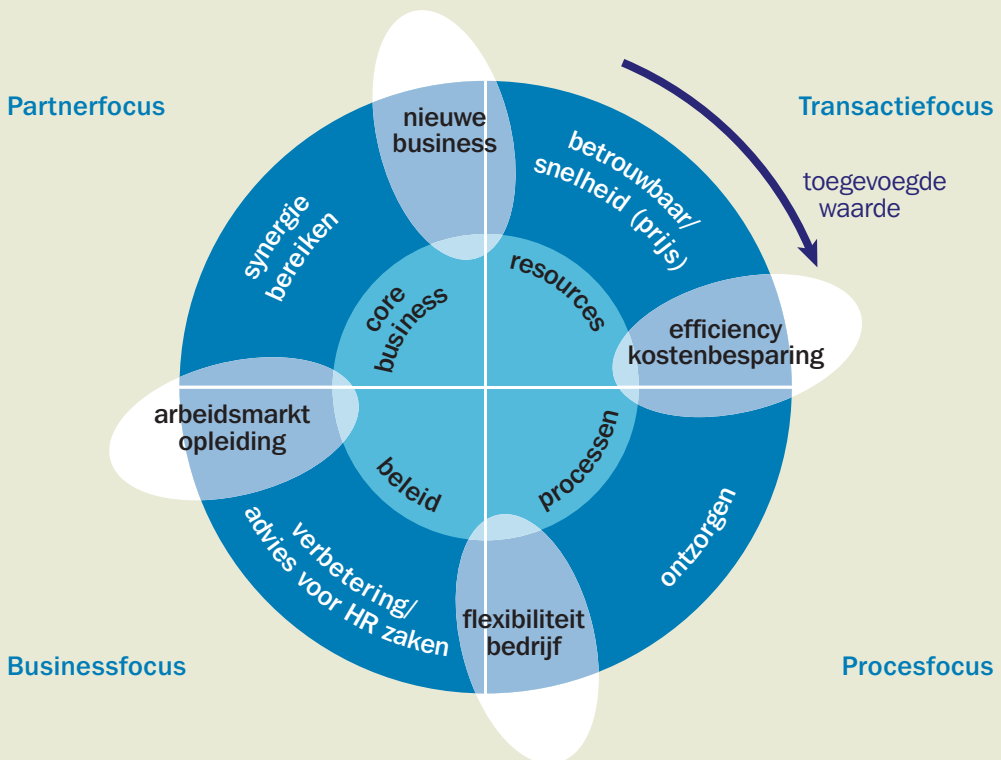 Partnerfocus
Transactiefocus
toegevoegde
waarde
nieuwe
business
betrouwbaar/
snelheid (prijs)
synergie
bereiken
core
business
resources
efficiency
kostenbesparing
arbeidsmarkt
opleiding
beleid
processen
verbetering/
advies voor HR zaken
ontzorgen
flexibiliteit
bedrijf
Businessfocus
Procesfocus